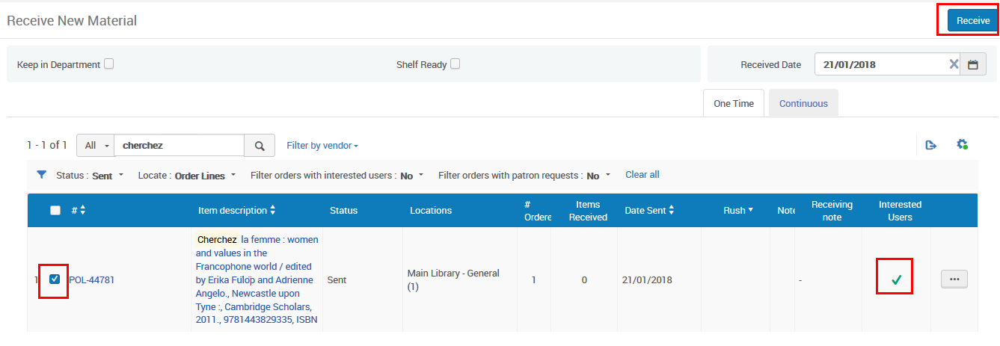 Receive New Material
Receive
Keep in Department
Shelf Ready
Received Date
21/01/2018
One Time
Continuous
1 - 1 of 1
All
cherchez
Filter by vendor
Status : Sent
Locate : Order Lines
Filter orders with interested users : No
Filter orders with patron requests : No
Clear all
#
Item description
Status
Locations
#
Ordere
Items
Received
Date Sent
Rush
Note
Receiving
note
Interested
Users
1
POL-44781
Cherchez la femme : women
and values in the
Francophone world / edited
by Erika Fülöp and Adrienne
Angelo., Newcastle upon
Tyne :, Cambridge Scholars,
2011., 9781443829335, ISBN
Sent
Main Library - General
(1)
1
0
21/01/2018
-